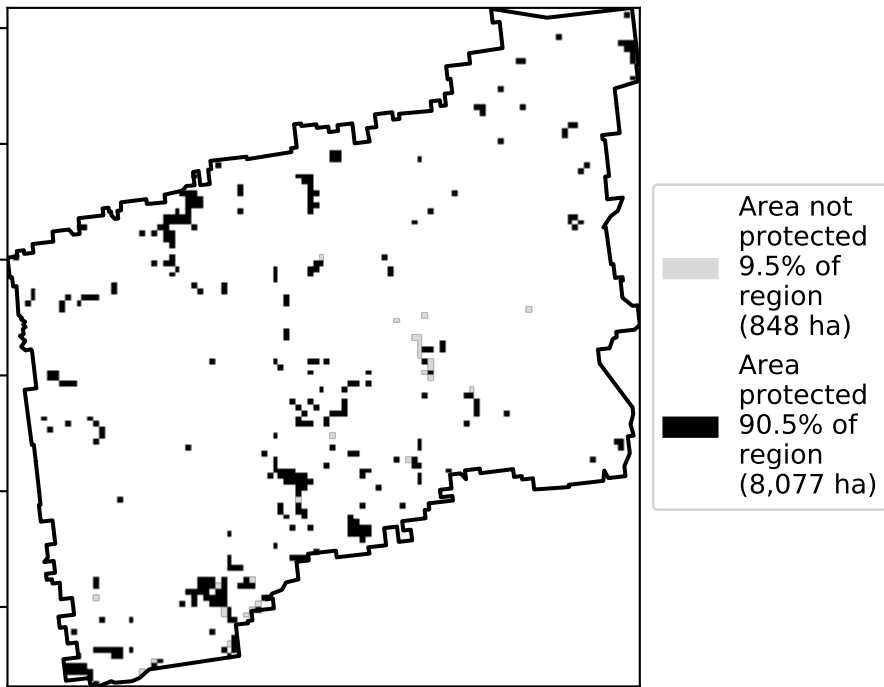 Area not
protected
9.5% of
region
(848 ha)
Area
protected
90.5% of
region
(8,077 ha)